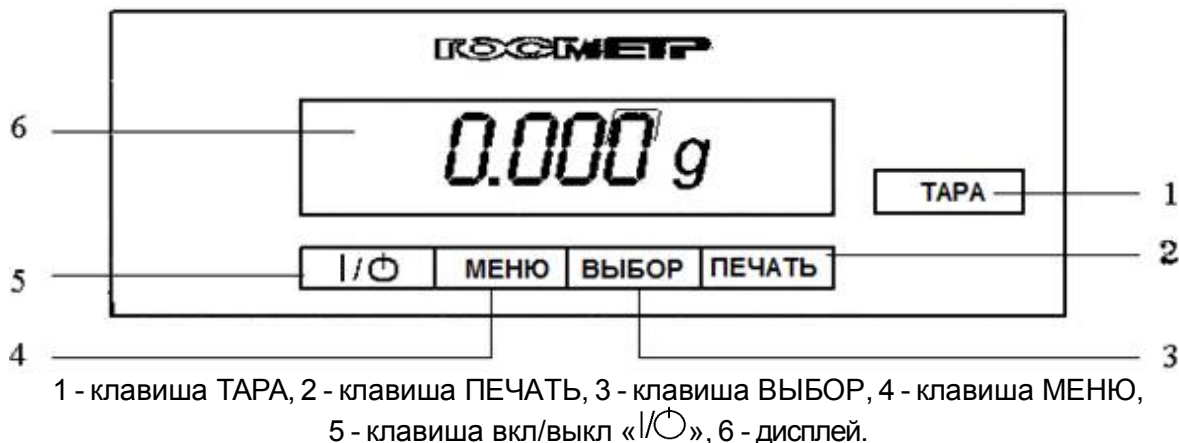 ГОСМЕТР
6
0.000 g
ТАРА
1
2
I/⏻
МЕНЮ
ВЫБОР
ПЕЧАТЬ
5
4
3
1 - клавиша ТАРА, 2 - клавиша ПЕЧАТЬ, 3 - клавиша ВЫБОР, 4 - клавиша МЕНЮ,
5 - клавиша вкл/выкл «I/⏻», 6 - дисплей.